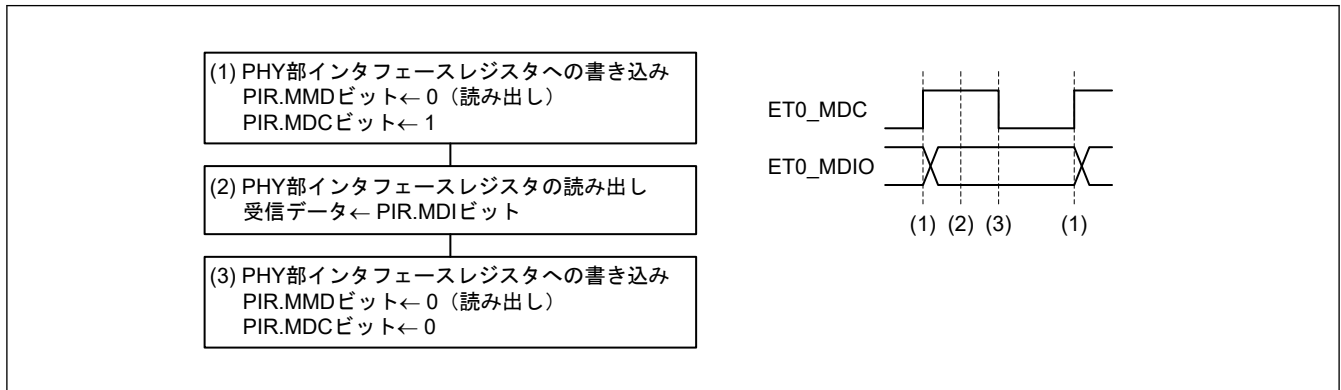 (1) PHY部インタフェースレジスタへの書き込み
PIR.MMDビット← 0（読み出し）
PIR.MDCビット← 1
(2) PHY部インタフェースレジスタの読み出し
受信データ← PIR.MDIビット
(3) PHY部インタフェースレジスタへの書き込み
PIR.MMDビット← 0（読み出し）
PIR.MDCビット← 0
ET0_MDC
ET0_MDIO
(1) (2) (3) (1)